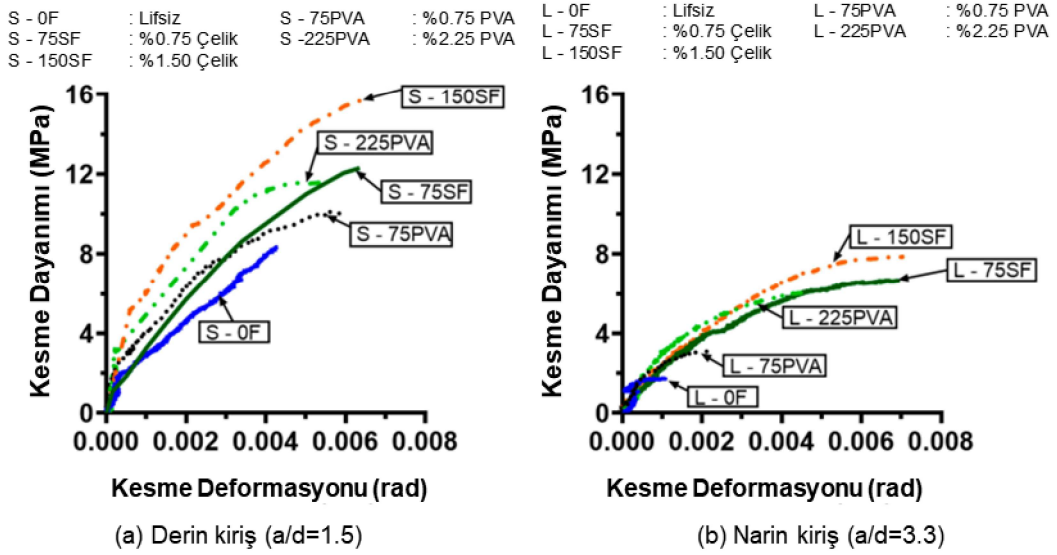 S - 0F : Lifsiz S - 75PVA : %0.75 PVA
S - 75SF : %0.75 Çelik S -225PVA : %2.25 PVA
S - 150SF : %1.50 Çelik
L - 0F : Lifsiz L - 75PVA : %0.75 PVA
L - 75SF : %0.75 Çelik L - 225PVA : %2.25 PVA
L - 150SF : %1.50 Çelik
Kesme Dayanımı (MPa)
16
12
8
4
0
S - 150SF
S - 225PVA
S - 75SF
S - 75PVA
S - 0F
0.000 0.002 0.004 0.006 0.008
Kesme Deformasyonu (rad)
(a) Derin kiriş (a/d=1.5)
Kesme Dayanımı (MPa)
16
12
8
4
0
L - 150SF
L - 75SF
L - 225PVA
L - 75PVA
L - 0F
0.000 0.002 0.004 0.006 0.008
Kesme Deformasyonu (rad)
(b) Narin kiriş (a/d=3.3)